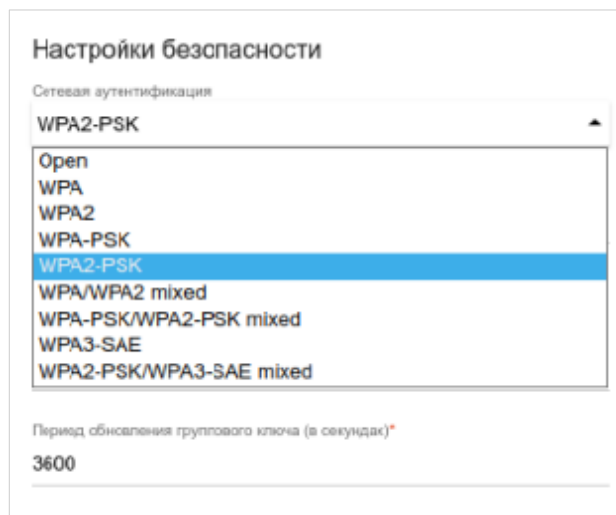 Настройки безопасности
Сетевая аутентификация
WPA2-PSK
Open
WPA
WPA2
WPA-PSK
WPA2-PSK
WPA/WPA2 mixed
WPA-PSK/WPA2-PSK mixed
WPA3-SAE
WPA2-PSK/WPA3-SAE mixed
Период обновления группового ключа (в секундах)*
3600